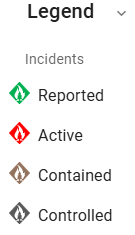 Legend
Incidents
Reported
Active
Contained
Controlled